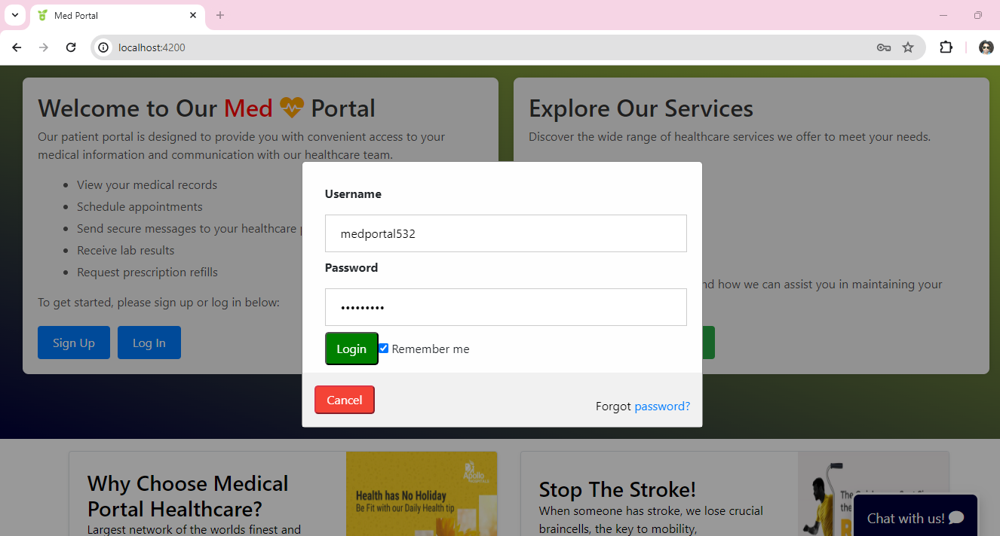 Med Portal
localhost:4200
Welcome to Our Med Portal
Our patient portal is designed to provide you with convenient access to your
medical information and communication with our healthcare team.
View your medical records
Schedule appointments
Send secure messages to your healthcare
Receive lab results
Request prescription refills
To get started, please sign up or log in below:
Sign Up
Log In
Explore Our Services
Discover the wide range of healthcare services we offer to meet your needs.
how we can assist you in maintaining your
Username
medportal532
Password
•••••••••
Login
Remember me
Cancel
Forgot password?
Why Choose Medical
Portal Healthcare?
Largest network of the worlds finest and
Apollo
HOSPITALS
Health has No Holiday
Be Fit with our Daily Health tip
Stop The Stroke!
When someone has stroke, we lose crucial
braincells, the key to mobility,
Chat with us!